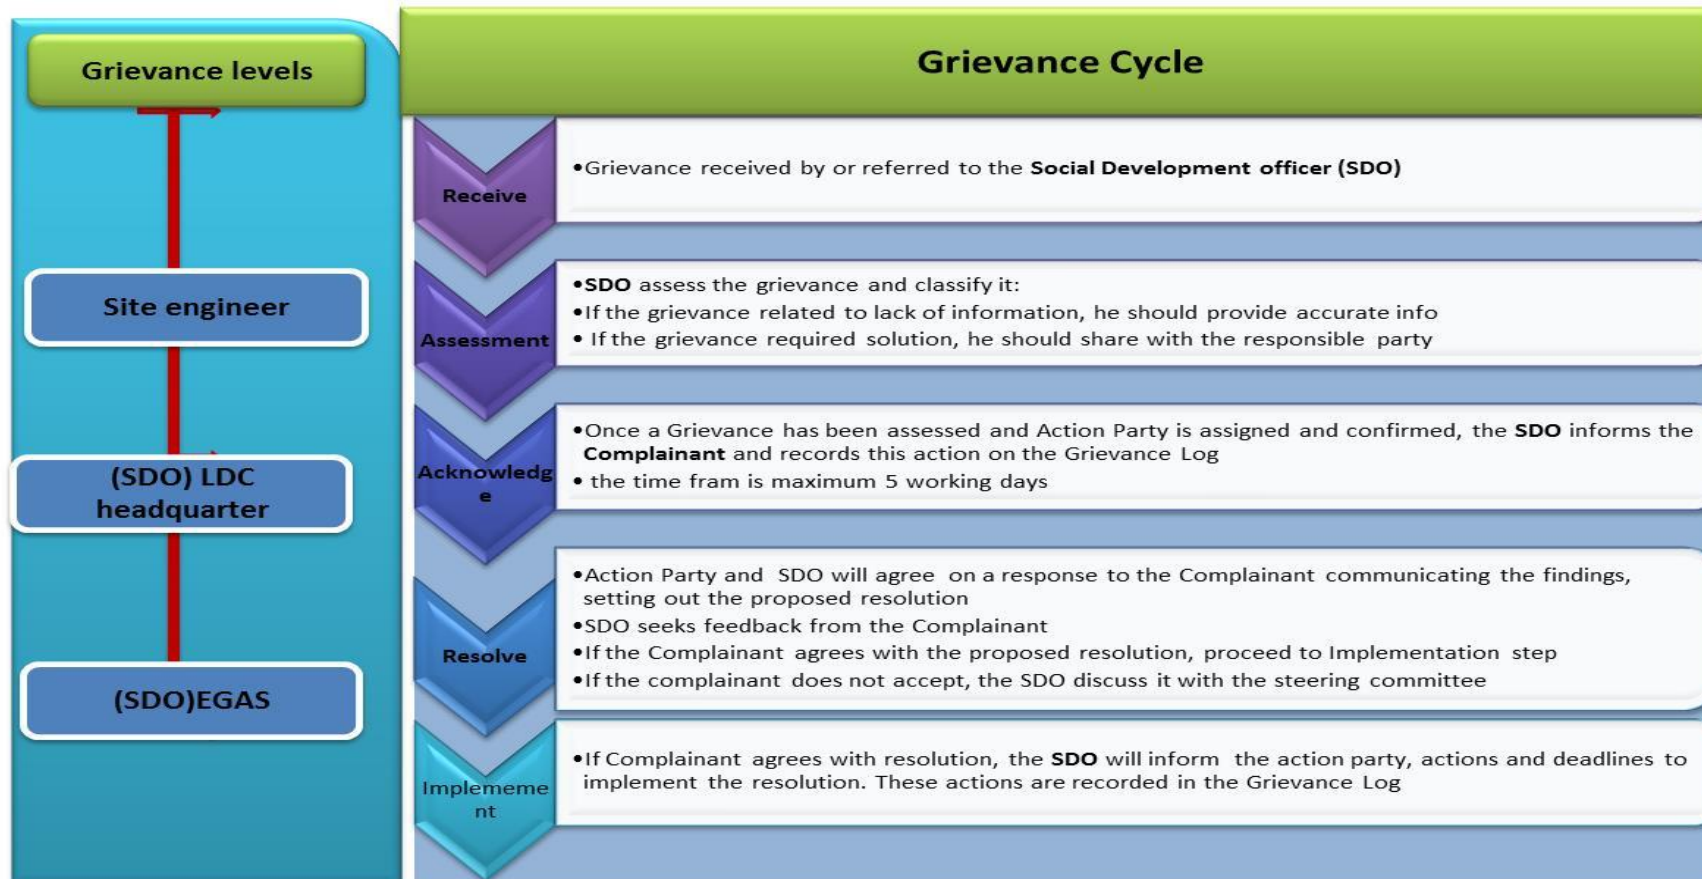 Grievance levels
Site engineer
(SDO) LDC
headquarter
(SDO)EGAS
Grievance Cycle
Receive
•Grievance received by or referred to the Social Development officer (SDO)
Assessment
•SDO assess the grievance and classify it:
•If the grievance related to lack of information, he should provide accurate info
• If the grievance required solution, he should share with the responsible party
Acknowledg
e
•Once a Grievance has been assessed and Action Party is assigned and confirmed, the SDO informs the
Complainant and records this action on the Grievance Log
• the time fram is maximum 5 working days
Resolve
•Action Party and SDO will agree on a response to the Complainant communicating the findings,
setting out the proposed resolution
•SDO seeks feedback from the Complainant
•If the Complainant agrees with the proposed resolution, proceed to Implementation step
•If the complainant does not accept, the SDO discuss it with the steering committee
Implememe
nt
•If Complainant agrees with resolution, the SDO will inform the action party, actions and deadlines to
implement the resolution. These actions are recorded in the Grievance Log